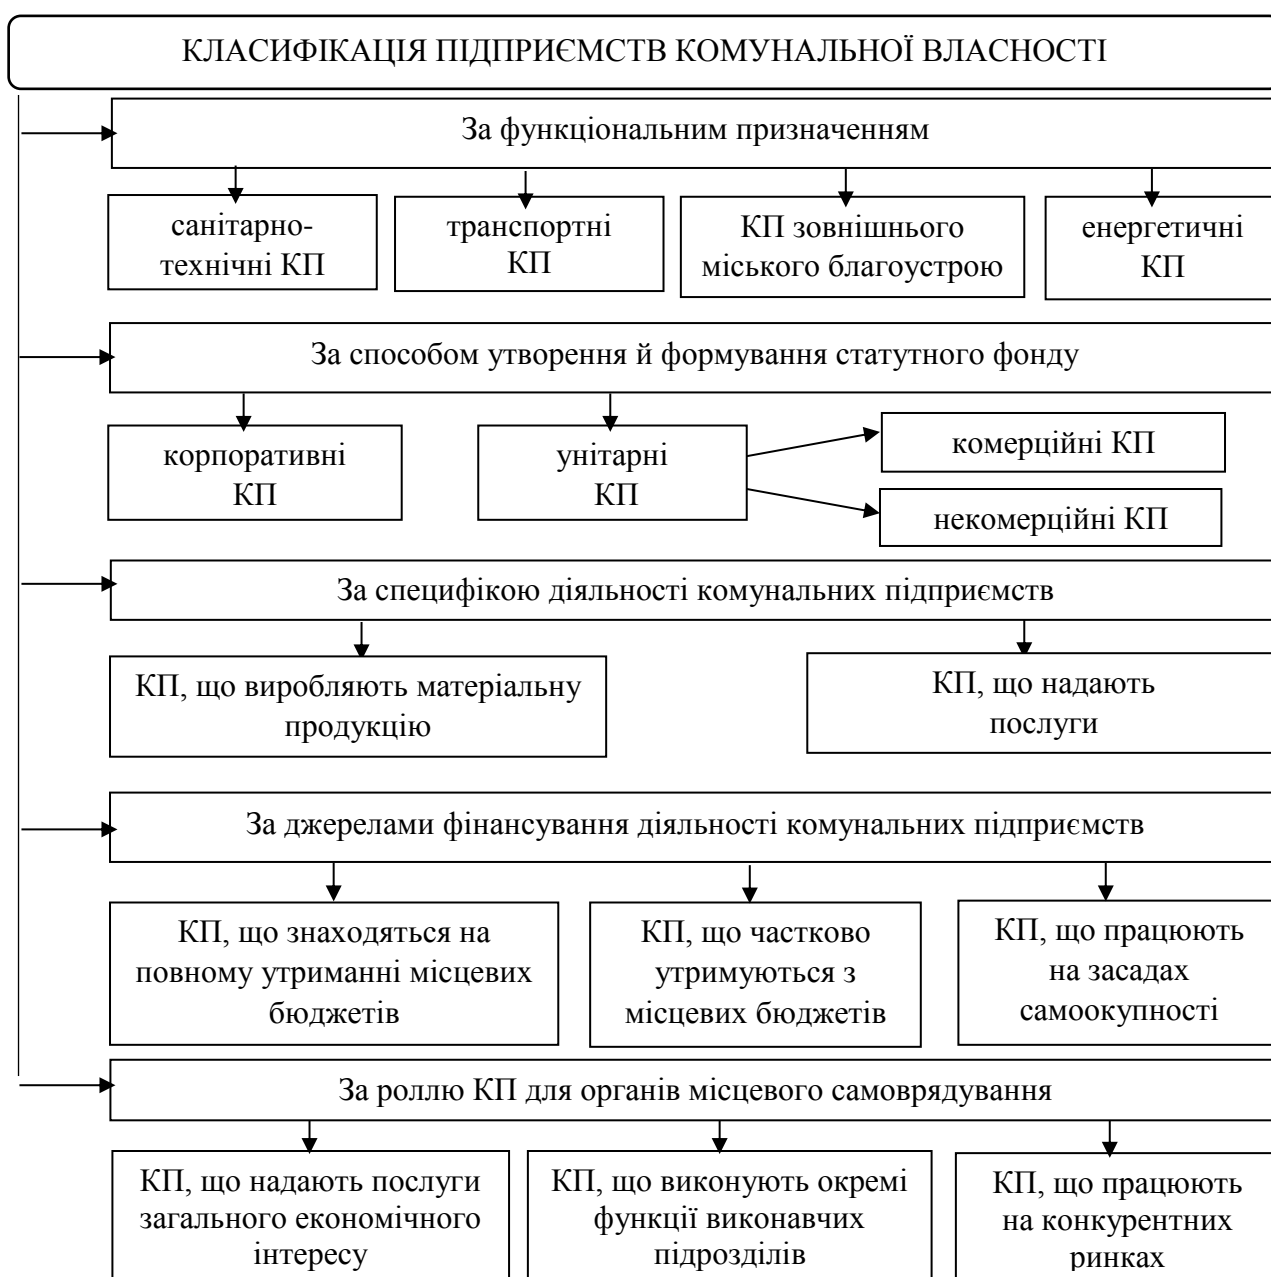 КЛАСИФІКАЦІЯ ПІДПРИЄМСТВ КОМУНАЛЬНОЇ ВЛАСНОСТІ
За функціональним призначенням
санітарно-
технічні КП
транспортні
КП
КП зовнішнього
міського благоустрою
енергетичні
КП
За способом утворення й формування статутного фонду
корпоративні
КП
унітарні
КП
комерційні КП
некомерційні КП
За специфікою діяльності комунальних підприємств
КП, що виробляють матеріальну
продукцію
КП, що надають
послуги
За джерелами фінансування діяльності комунальних підприємств
КП, що знаходяться на
повному утриманні місцевих
бюджетів
КП, що частково
утримуються з
місцевих бюджетів
КП, що працюють
на засадах
самоокупності
За роллю КП для органів місцевого самоврядування
КП, що надають послуги
загального економічного
інтересу
КП, що виконують окремі
функції виконавчих
підрозділів
КП, що працюють
на конкурентних
ринках